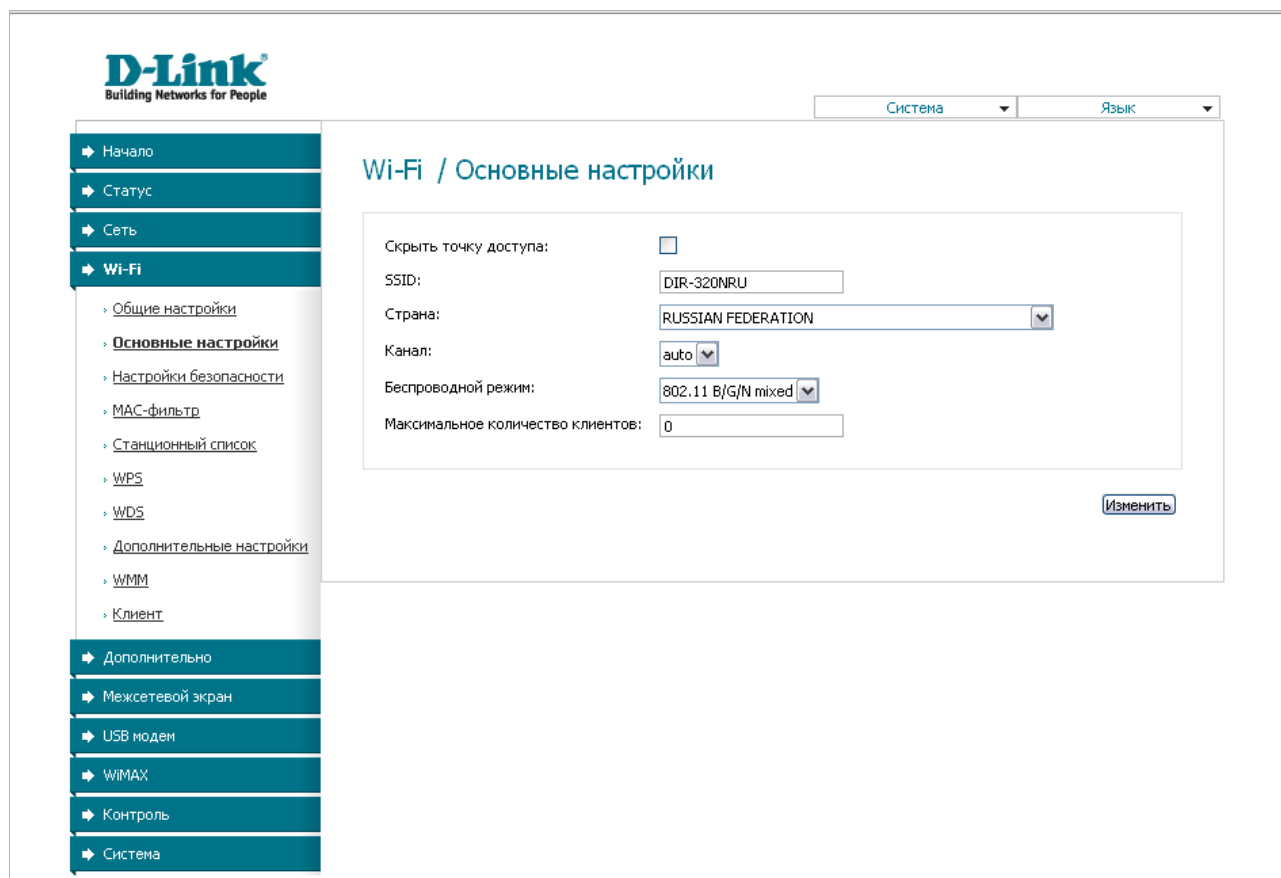 D-Link®
Building Networks for People
Система
Язык
Начало
Статус
Сеть
Wi-Fi
Общие настройки
Основные настройки
Настройки безопасности
MAC-фильтр
Станционный список
WPS
WDS
Дополнительные настройки
WMM
Клиент
Дополнительно
Межсетевой экран
USB модем
WiMAX
Контроль
Система
Wi-Fi / Основные настройки
Скрыть точку доступа:
SSID: DIR-320NRU
Страна: RUSSIAN FEDERATION
Канал: auto
Беспроводной режим: 802.11 B/G/N mixed
Максимальное количество клиентов: 0
Изменить